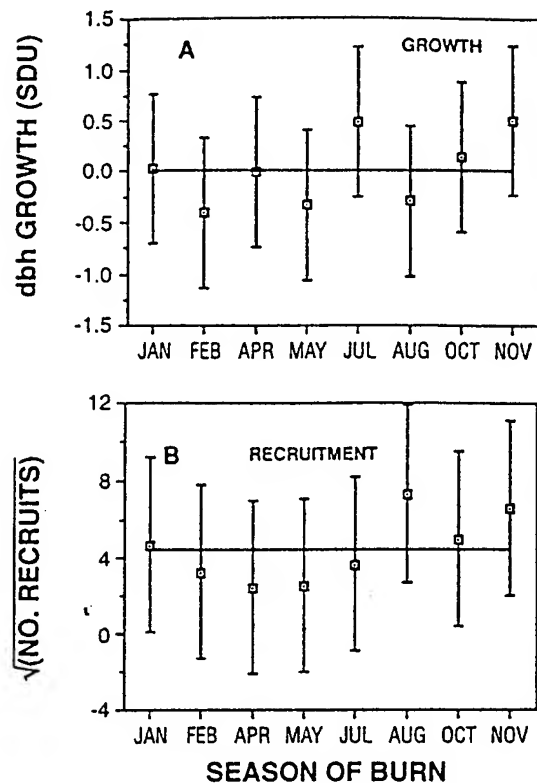 A
GROWTH
dbh GROWTH (SDU)
1.5
1.0
0.5
0.0
-0.5
-1.0
-1.5
JAN FEB APR MAY JUL AUG OCT NOV
B
RECRUITMENT
√(NO. RECRUITS)
12
8
4
0
-4
JAN FEB APR MAY JUL AUG OCT NOV
SEASON OF BURN